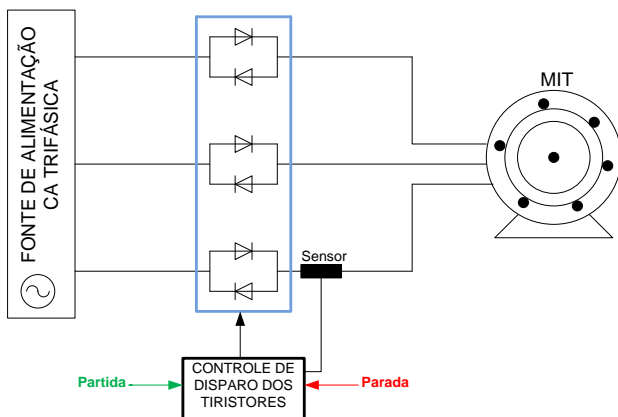 FONTE DE ALIMENTAÇÃO
CA TRIFÁSICA
MIT
Sensor
CONTROLE DE
DISPARO DOS
TIRISTORES
Partida
Parada